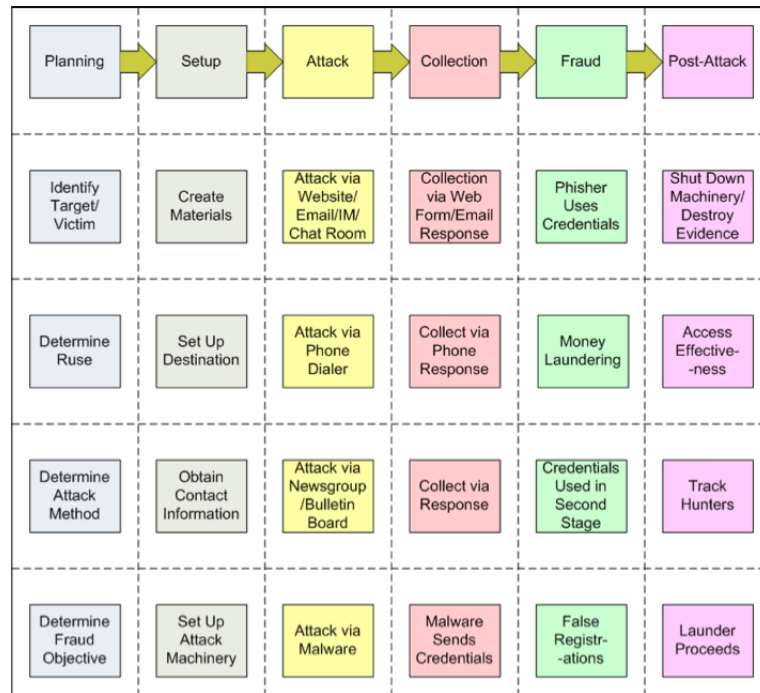 Planning
Setup
Attack
Collection
Fraud
Post-Attack
Identify
Target/
Victim
Create
Materials
Attack via
Website/
Email/IM/
Chat Room
Collection
via Web
Form/Email
Response
Phisher
Uses
Credentials
Shut Down
Machinery/
Destroy
Evidence
Determine
Ruse
Set Up
Destination
Attack via
Phone
Dialer
Collect via
Phone
Response
Money
Laundering
Access
Effective-
-ness
Determine
Attack
Method
Obtain
Contact
Information
Attack via
Newsgroup
/Bulletin
Board
Collect via
Response
Credentials
Used in
Second
Stage
Track
Hunters
Determine
Fraud
Objective
Set Up
Attack
Machinery
Attack via
Malware
Malware
Sends
Credentials
False
Registr-
-ations
Launder
Proceeds